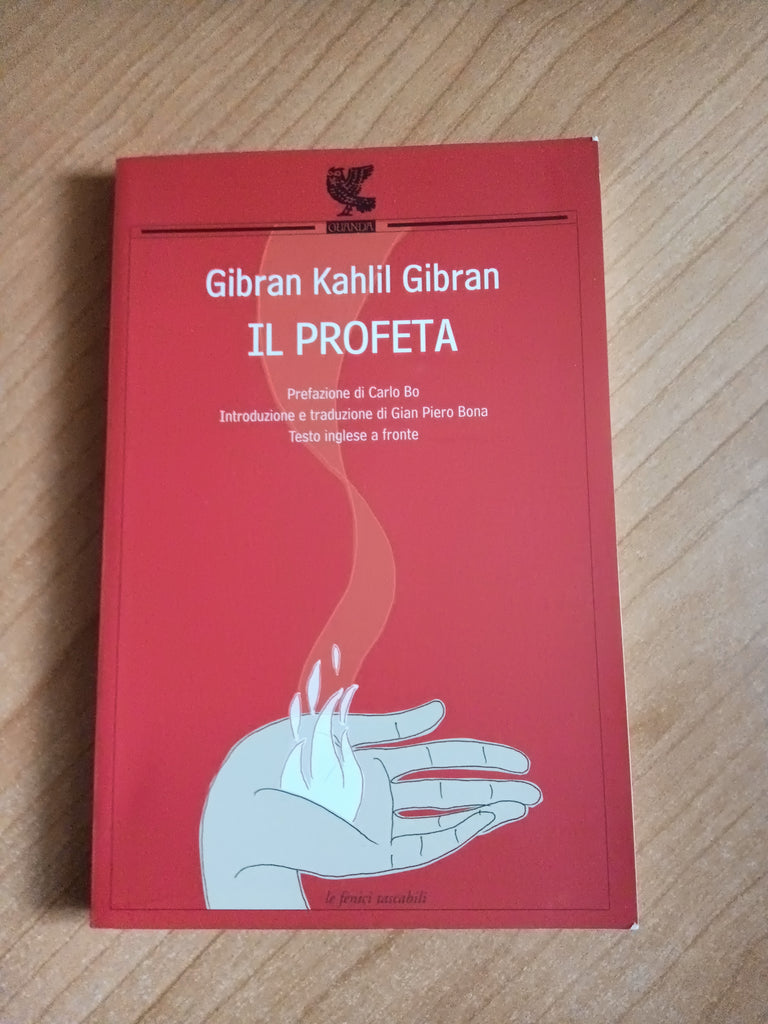 GUANDA
Gibran Kahlil Gibran
IL PROFETA
Prefazione di Carlo Bo
Introduzione e traduzione di Gian Piero Bona
Testo inglese a fronte
le fenici tascabili